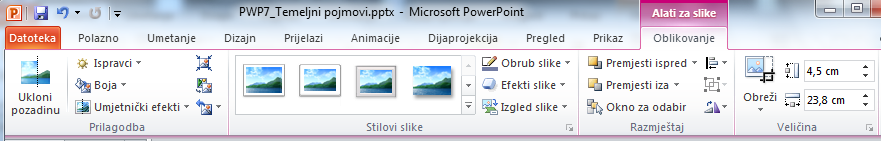 PWP7_Temeljni pojmovi.pptx - Microsoft PowerPoint
Alati za slike
Datoteka Polazno Umetanje Dizajn Prijelazi Animacije Dijaprojekcija Pregled Prikaz Oblikovanje
Ukloni pozadinu
Ispravci
Boja
Umjetnički efekti
Prilagodba
Obrub slike
Efekti slike
Izgled slike
Stilovi slike
Premjesti ispred
Premjesti iza
Okno za odabir
Razmještaj
Obreži
4,5 cm
23,8 cm
Veličina